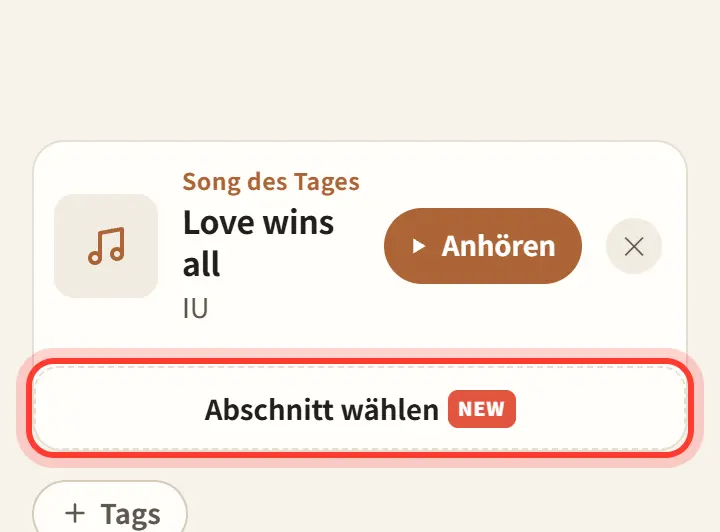 Song des Tages
Love wins
all
IU
Anhören
Abschnitt wählen NEW
+ Tags